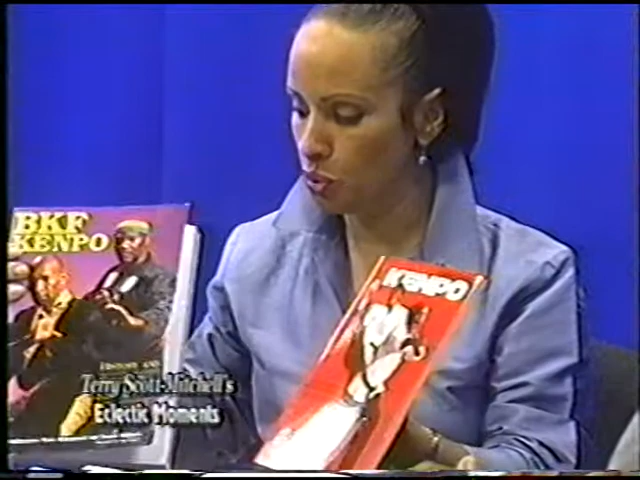 BKF
KENPO
KENPO
HISTORY AND
Terry Scott-Mitchell's
Eclectic Moments